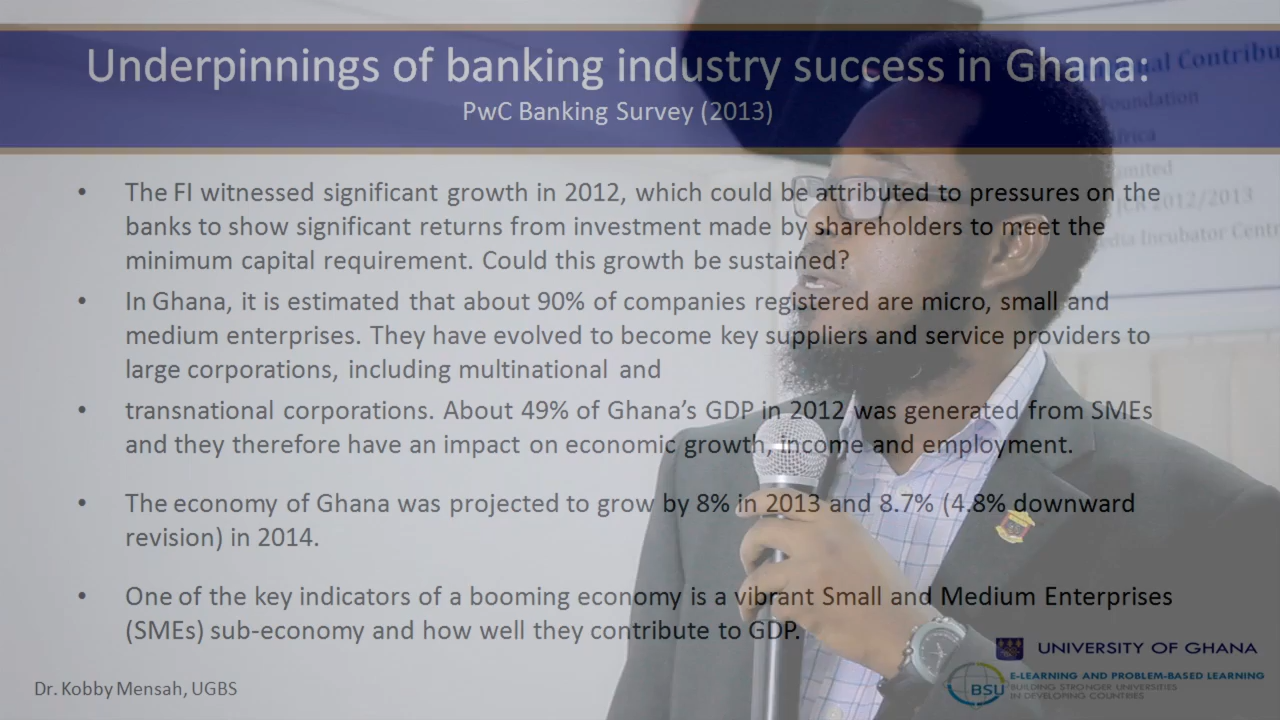 Underpinnings of banking industry success in Ghana:
PwC Banking Survey (2013)
nal Contribu
Foundation
Africa
imited
JCR 2012/2013
edia Incubator Centr
• The FI witnessed significant growth in 2012, which could be attributed to pressures on the
banks to show significant returns from investment made by shareholders to meet the
minimum capital requirement. Could this growth be sustained?
• In Ghana, it is estimated that about 90% of companies registered are micro, small and
medium enterprises. They have evolved to become key suppliers and service providers to
large corporations, including multinational and
• transnational corporations. About 49% of Ghana’s GDP in 2012 was generated from SMEs
and they therefore have an impact on economic growth, income and employment.
• The economy of Ghana was projected to grow by 8% in 2013 and 8.7% (4.8% downward
revision) in 2014.
• One of the key indicators of a booming economy is a vibrant Small and Medium Enterprises
(SMEs) sub-economy and how well they contribute to GDP.
Dr. Kobby Mensah, UGBS
UNIVERSITY OF GHANA
BSU
E-LEARNING AND PROBLEM-BASED LEARNING
BUILDING STRONGER UNIVERSITIES
IN DEVELOPING COUNTRIES